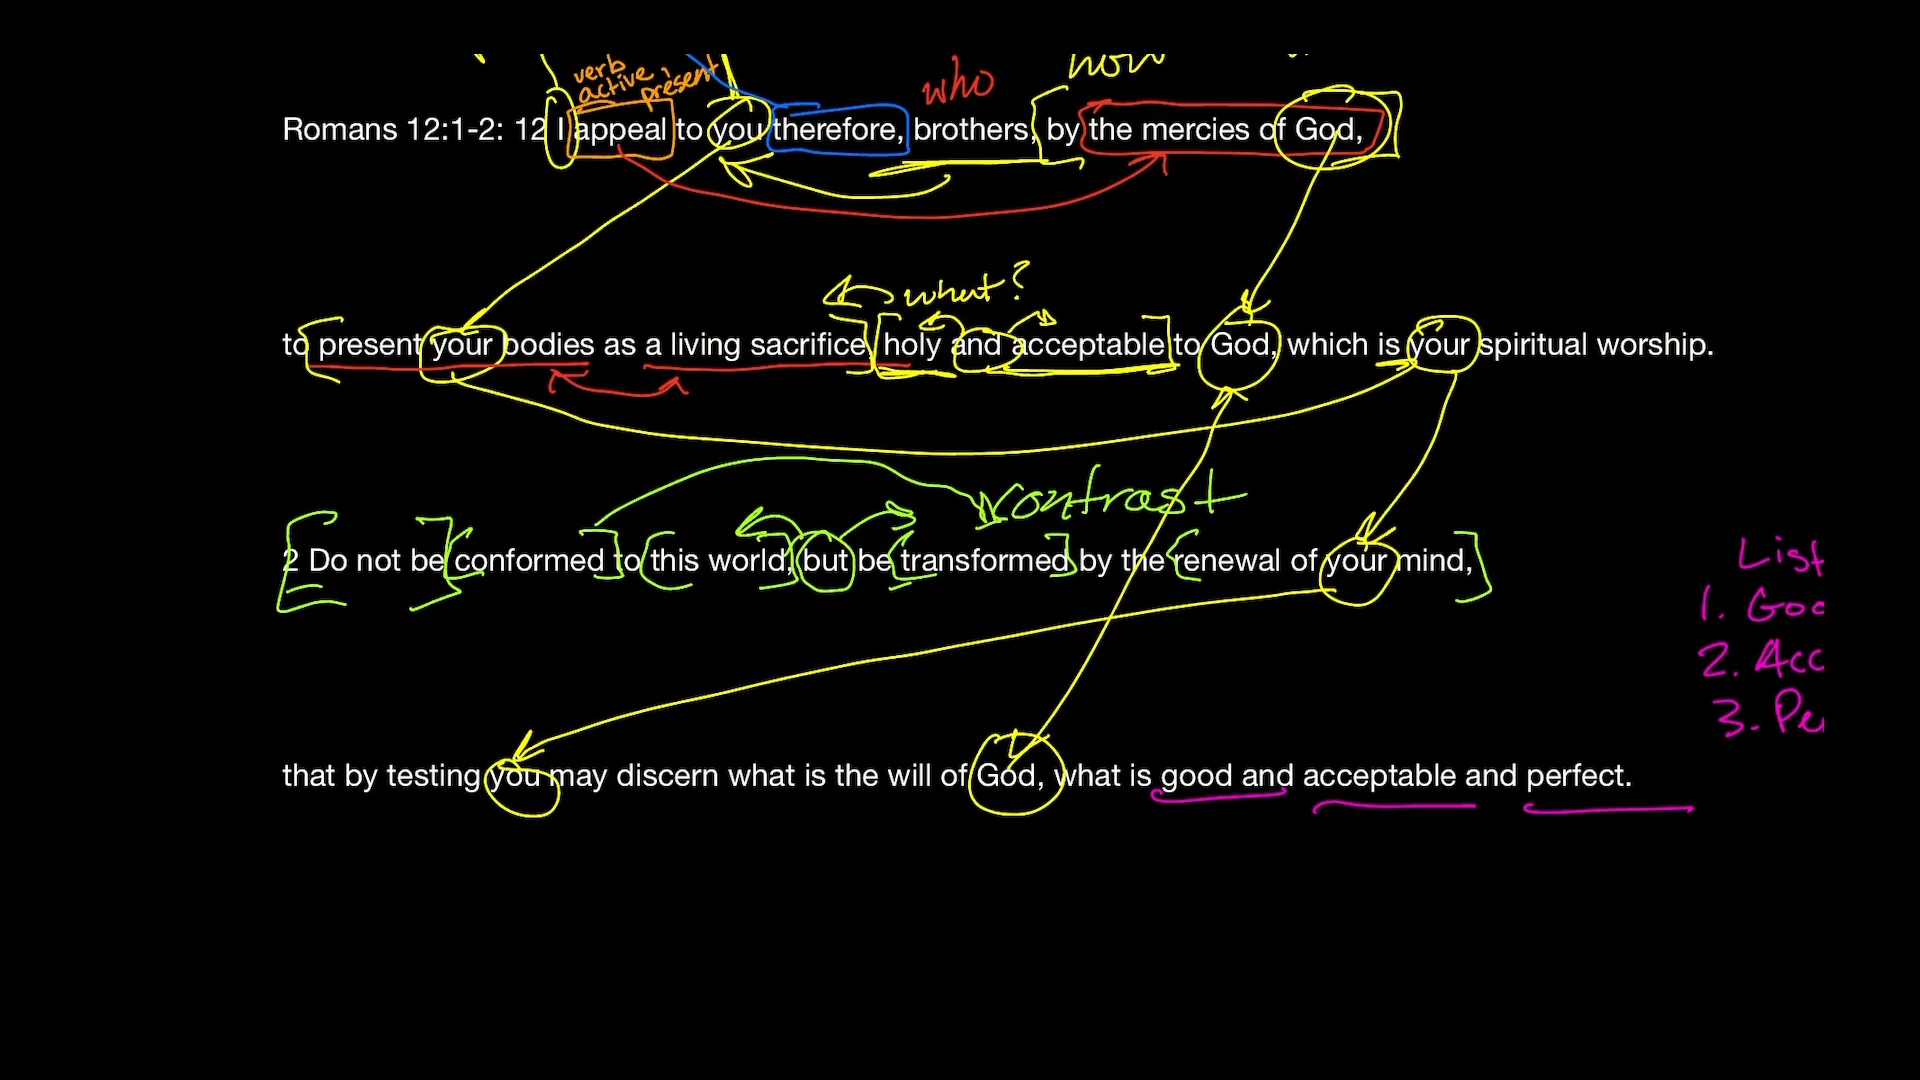 verb
active, present
who
how
Romans 12:1-2: 12 I appeal to you therefore, brothers, by the mercies of God,
what?
to present your bodies as a living sacrifice, holy and acceptable to God, which is your spiritual worship.
contrast
2 Do not be conformed to this world, but be transformed by the renewal of your mind,
List
1. Goo
2. Acc
3. Pe
that by testing you may discern what is the will of God, what is good and acceptable and perfect.